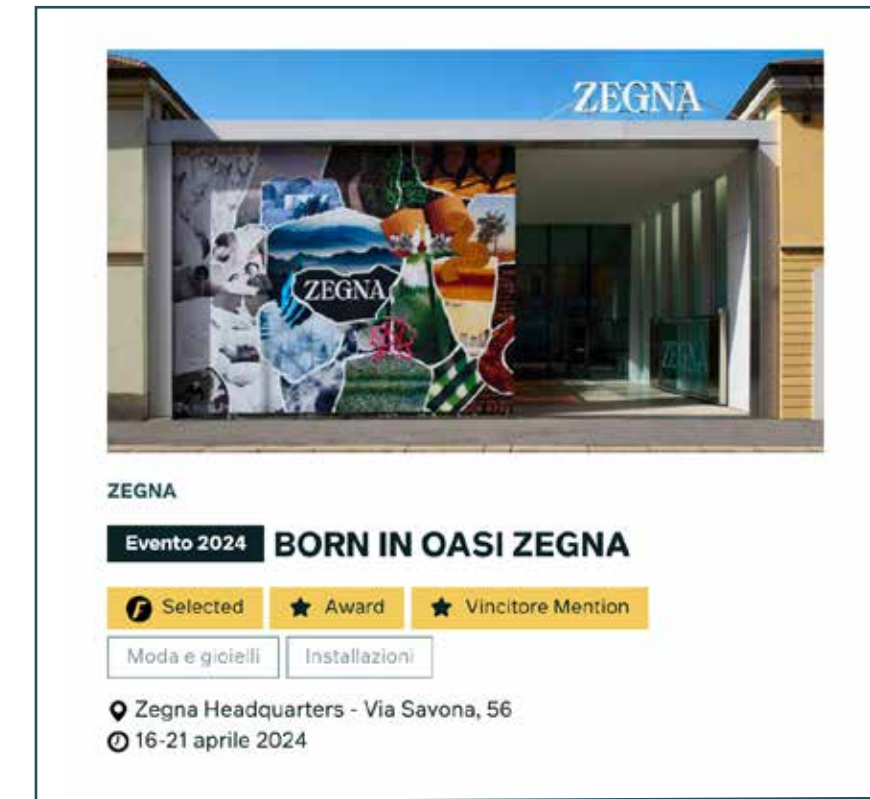 ZEGNA
ZEGNA
ZEGNA
ZEGNA
Evento 2024 BORN IN OASI ZEGNA
Selected Award Vincitore Mention
Moda e gioielli Installazioni
Zegna Headquarters - Via Savona, 56
16-21 aprile 2024